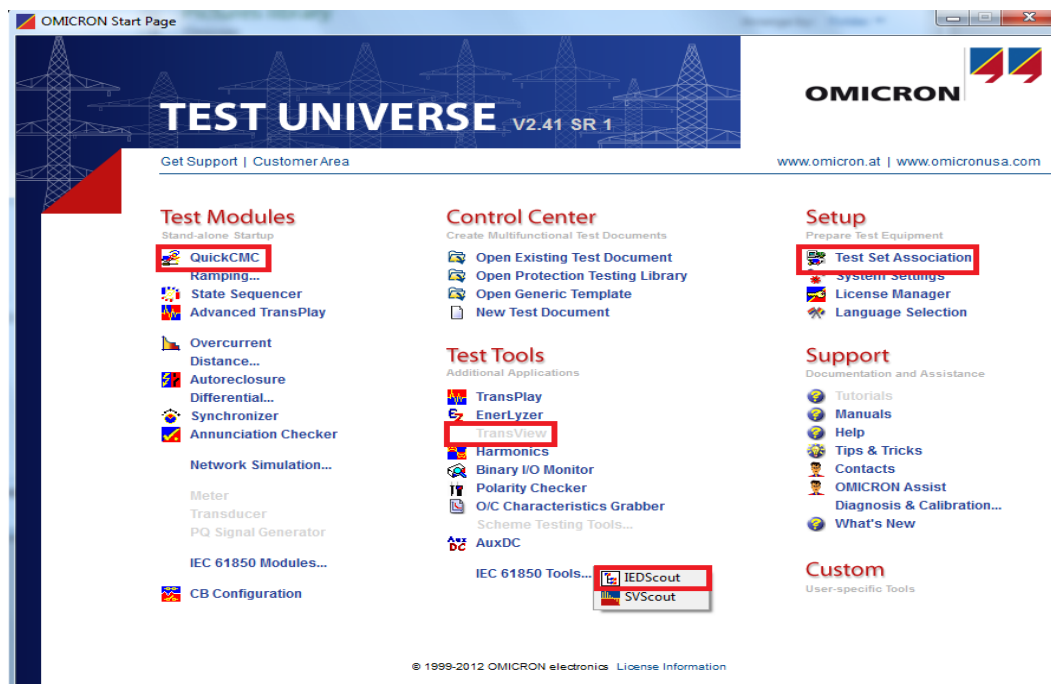 OMICRON Start Page
OMICRON
TEST UNIVERSE V2.41 SR 1
Get Support | Customer Area
www.omicron.at | www.omicronusa.com
Test Modules
Stand-alone Startup
QuickCMC
Ramping...
State Sequencer
Advanced TransPlay
Overcurrent
Distance...
Autoreclosure
Differential...
Synchronizer
Annunciation Checker
Network Simulation...
Meter
Transducer
PQ Signal Generator
IEC 61850 Modules...
CB Configuration
Control Center
Create Multifunctional Test Documents
Open Existing Test Document
Open Protection Testing Library
Open Generic Template
New Test Document
Test Tools
Additional Applications
TransPlay
EnerLyzer
TransView
Harmonics
Binary I/O Monitor
Polarity Checker
O/C Characteristics Grabber
Scheme Testing Tools...
AuxDC
IEC 61850 Tools...
IEDScout
SVScout
Setup
Prepare Test Equipment
Test Set Association
System Settings
License Manager
Language Selection
Support
Documentation and Assistance
Tutorials
Manuals
Help
Tips & Tricks
Contacts
OMICRON Assist
Diagnosis & Calibration...
What's New
Custom
User-specific Tools
© 1999-2012 OMICRON electronics License Information